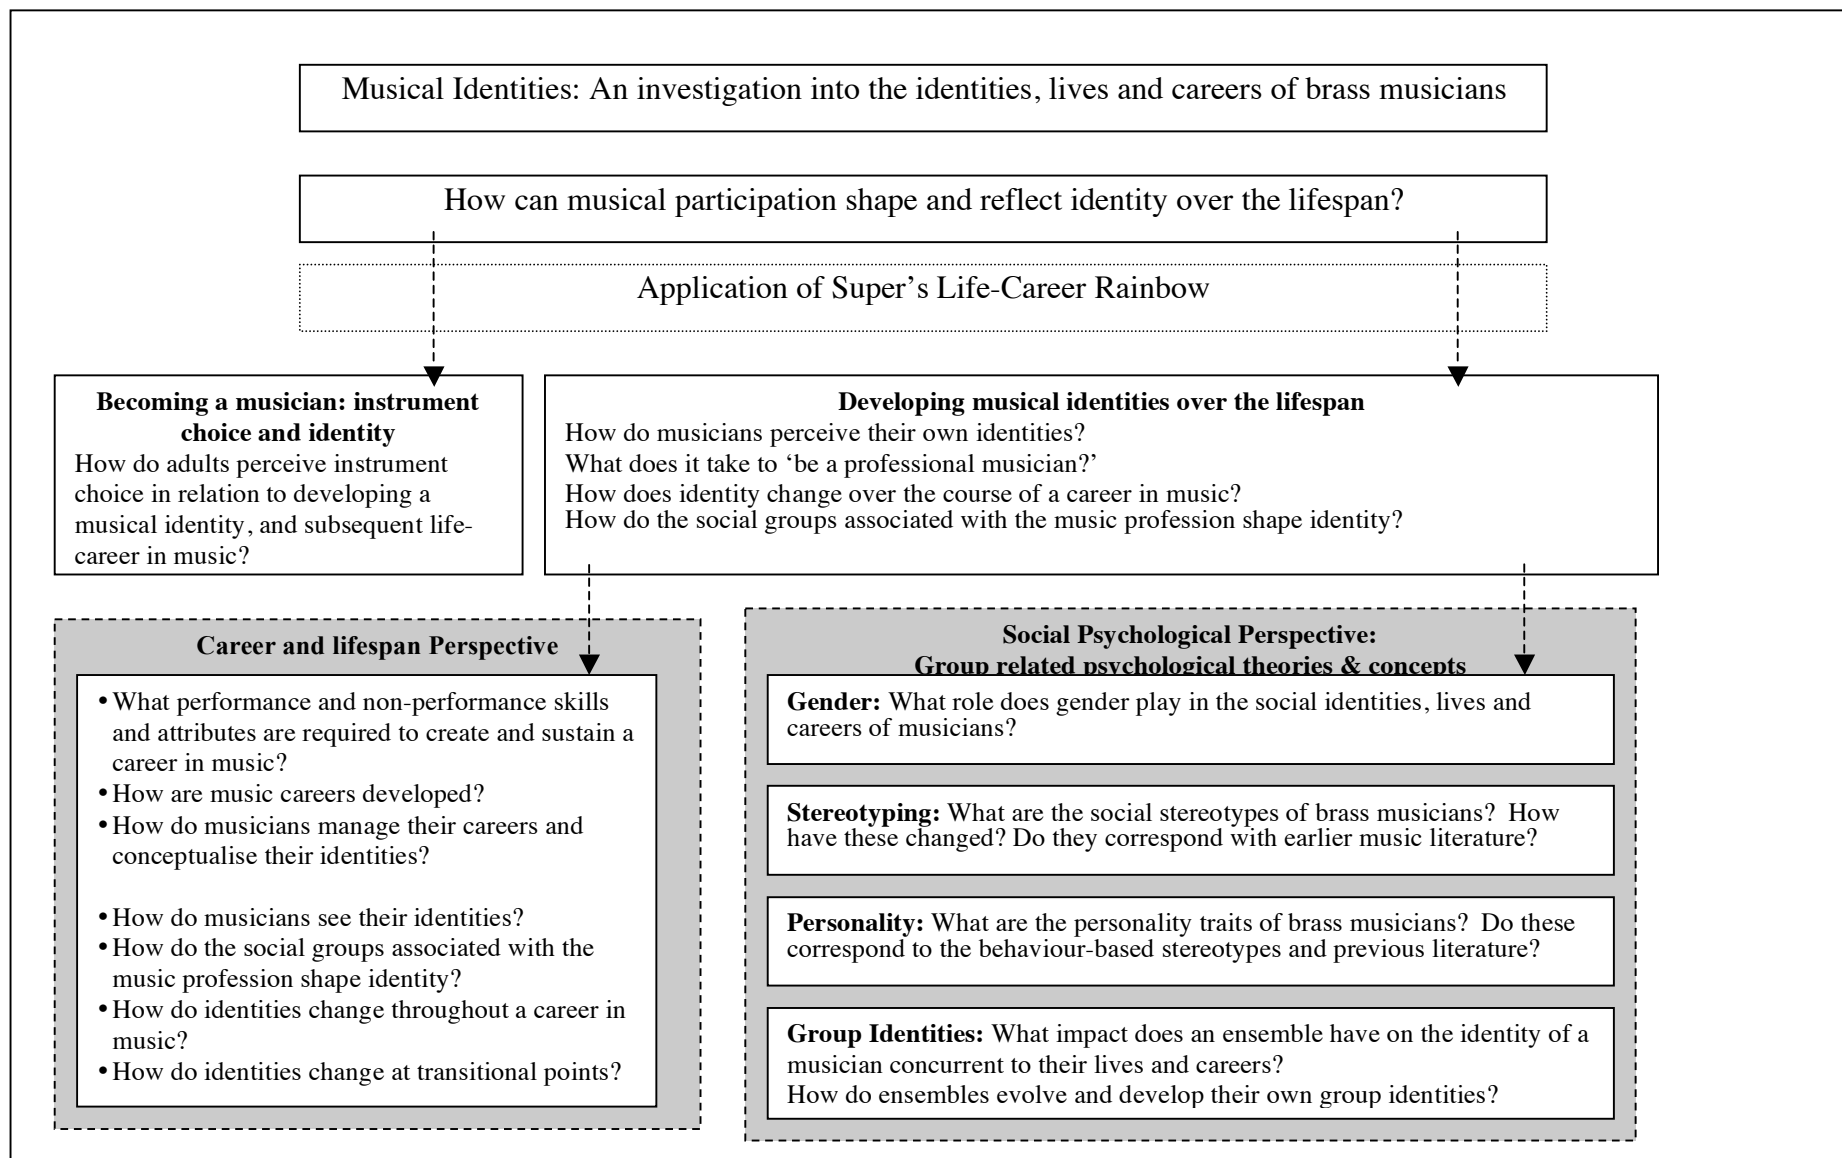 Musical Identities: An investigation into the identities, lives and careers of brass musicians
How can musical participation shape and reflect identity over the lifespan?
Application of Super’s Life-Career Rainbow
Becoming a musician: instrument
choice and identity
How do adults perceive instrument
choice in relation to developing a
musical identity, and subsequent life-
career in music?
Developing musical identities over the lifespan
How do musicians perceive their own identities?
What does it take to ‘be a professional musician?’
How does identity change over the course of a career in music?
How do the social groups associated with the music profession shape identity?
Career and lifespan Perspective
• What performance and non-performance skills
and attributes are required to create and sustain a
career in music?
• How are music careers developed?
• How do musicians manage their careers and
conceptualise their identities?
• How do musicians see their identities?
• How do the social groups associated with the
music profession shape identity?
• How do identities change throughout a career in
music?
• How do identities change at transitional points?
Social Psychological Perspective:
Group related psychological theories & concepts
Gender: What role does gender play in the social identities, lives and
careers of musicians?
Stereotyping: What are the social stereotypes of brass musicians?  How
have these changed? Do they correspond with earlier music literature?
Personality: What are the personality traits of brass musicians?  Do these
correspond to the behaviour-based stereotypes and previous literature?
Group Identities: What impact does an ensemble have on the identity of a
musician concurrent to their lives and careers?
How do ensembles evolve and develop their own group identities?